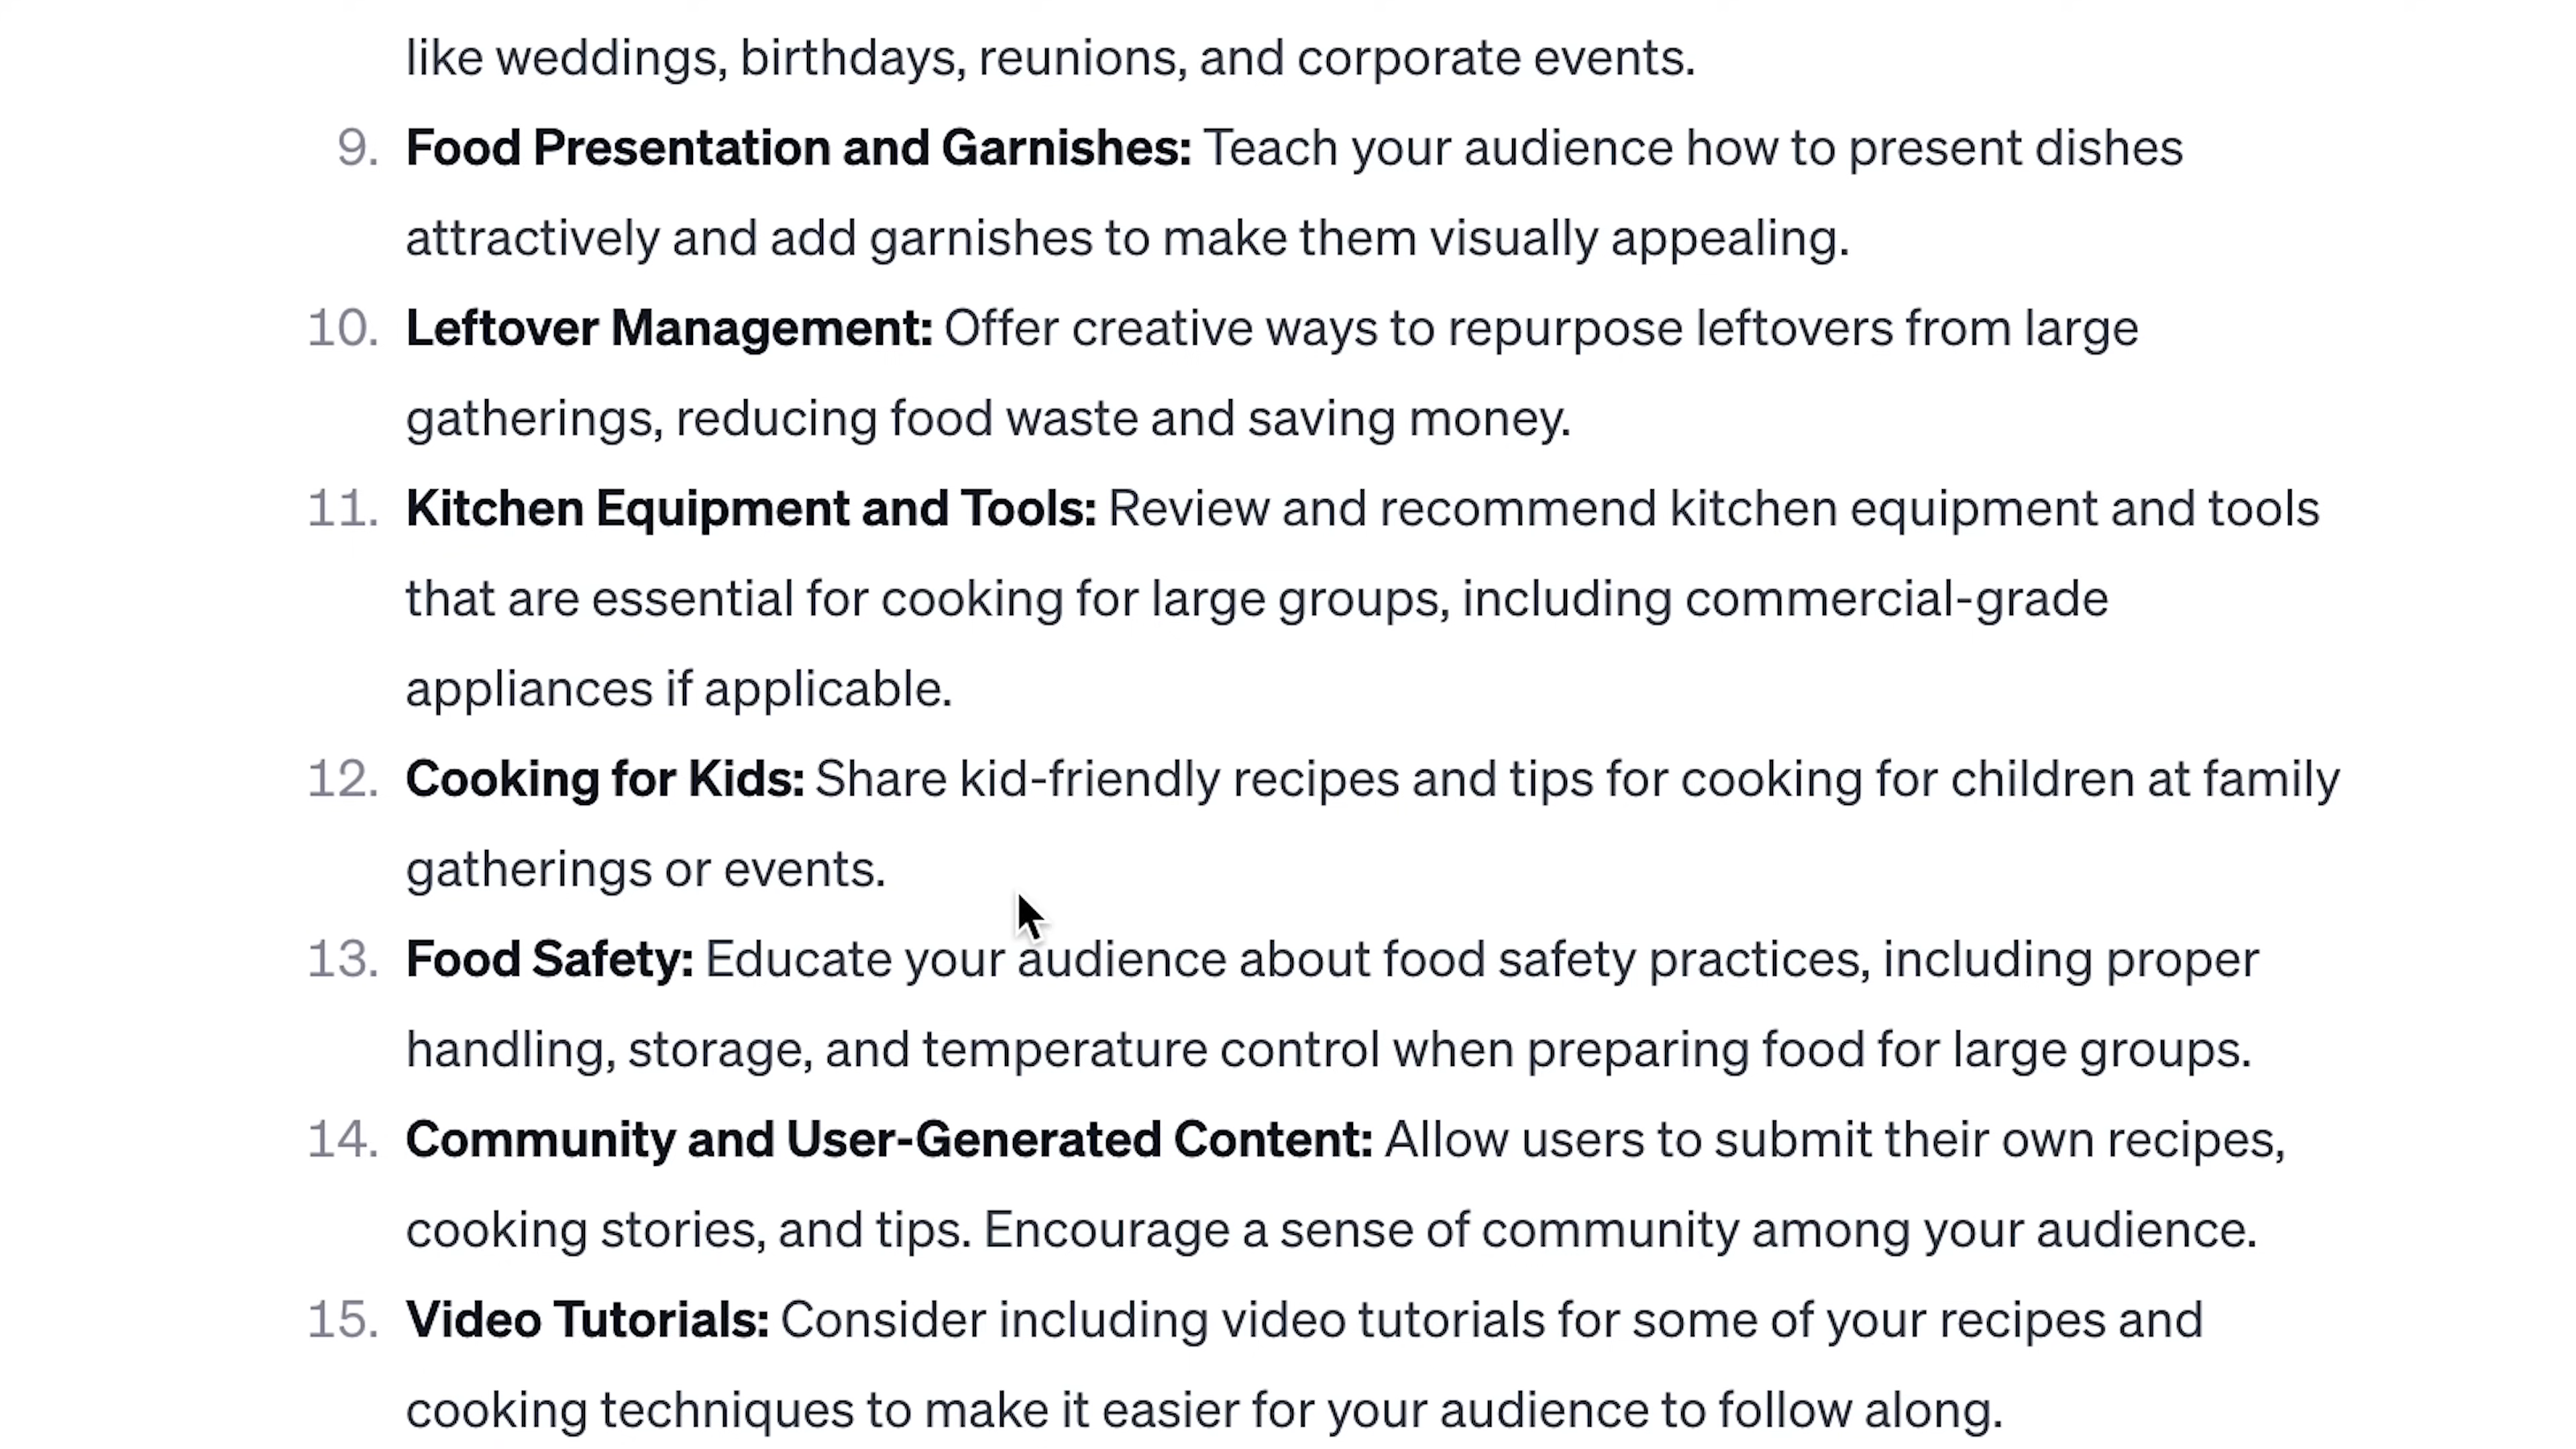 like weddings, birthdays, reunions, and corporate events.
9. Food Presentation and Garnishes: Teach your audience how to present dishes
attractively and add garnishes to make them visually appealing.
10. Leftover Management: Offer creative ways to repurpose leftovers from large
gatherings, reducing food waste and saving money.
11. Kitchen Equipment and Tools: Review and recommend kitchen equipment and tools
that are essential for cooking for large groups, including commercial-grade
appliances if applicable.
12. Cooking for Kids: Share kid-friendly recipes and tips for cooking for children at family
gatherings or events.
13. Food Safety: Educate your audience about food safety practices, including proper
handling, storage, and temperature control when preparing food for large groups.
14. Community and User-Generated Content: Allow users to submit their own recipes,
cooking stories, and tips. Encourage a sense of community among your audience.
15. Video Tutorials: Consider including video tutorials for some of your recipes and
cooking techniques to make it easier for your audience to follow along.